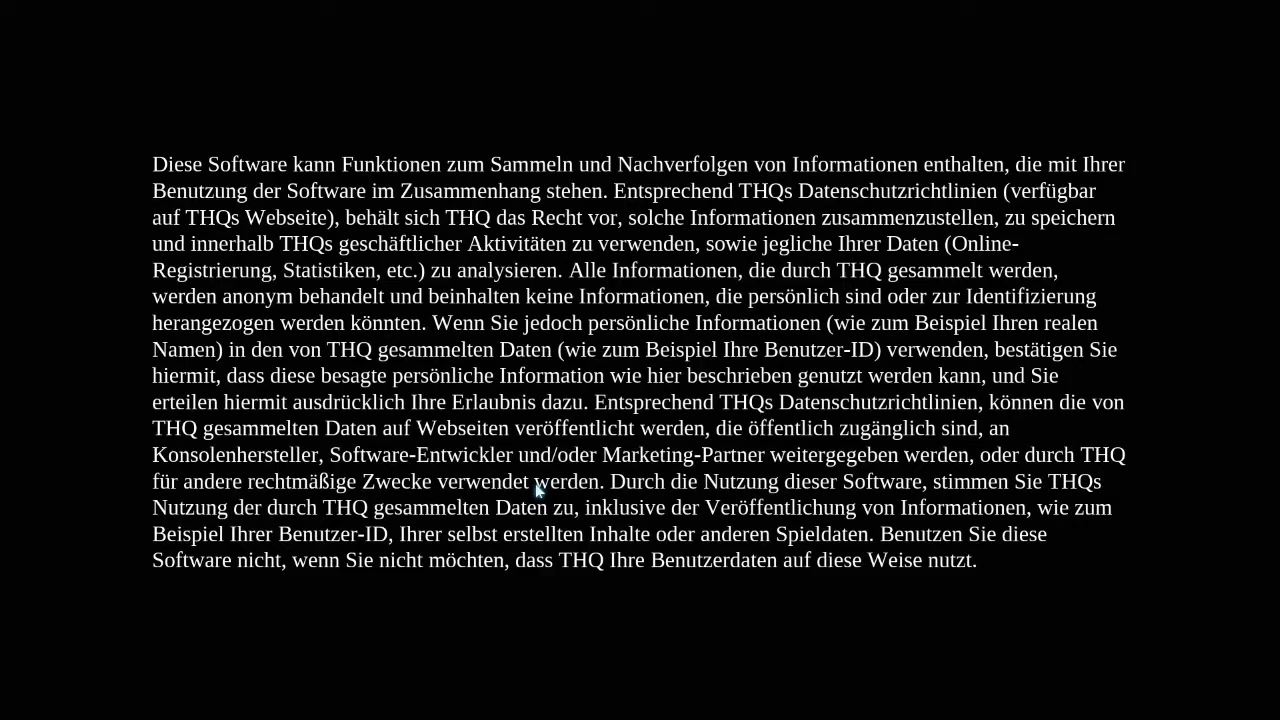 Diese Software kann Funktionen zum Sammeln und Nachverfolgen von Informationen enthalten, die mit Ihrer
Benutzung der Software im Zusammenhang stehen. Entsprechend THQs Datenschutzrichtlinien (verfügbar
auf THQs Webseite), behält sich THQ das Recht vor, solche Informationen zusammenzustellen, zu speichern
und innerhalb THQs geschäftlicher Aktivitäten zu verwenden, sowie jegliche Ihrer Daten (Online-
Registrierung, Statistiken, etc.) zu analysieren. Alle Informationen, die durch THQ gesammelt werden,
werden anonym behandelt und beinhalten keine Informationen, die persönlich sind oder zur Identifizierung
herangezogen werden könnten. Wenn Sie jedoch persönliche Informationen (wie zum Beispiel Ihren realen
Namen) in den von THQ gesammelten Daten (wie zum Beispiel Ihre Benutzer-ID) verwenden, bestätigen Sie
hiermit, dass diese besagte persönliche Information wie hier beschrieben genutzt werden kann, und Sie
erteilen hiermit ausdrücklich Ihre Erlaubnis dazu. Entsprechend THQs Datenschutzrichtlinien, können die von
THQ gesammelten Daten auf Webseiten veröffentlicht werden, die öffentlich zugänglich sind, an
Konsolenhersteller, Software-Entwickler und/oder Marketing-Partner weitergegeben werden, oder durch THQ
für andere rechtmäßige Zwecke verwendet werden. Durch die Nutzung dieser Software, stimmen Sie THQs
Nutzung der durch THQ gesammelten Daten zu, inklusive der Veröffentlichung von Informationen, wie zum
Beispiel Ihrer Benutzer-ID, Ihrer selbst erstellten Inhalte oder anderen Spieldaten. Benutzen Sie diese
Software nicht, wenn Sie nicht möchten, dass THQ Ihre Benutzerdaten auf diese Weise nutzt.